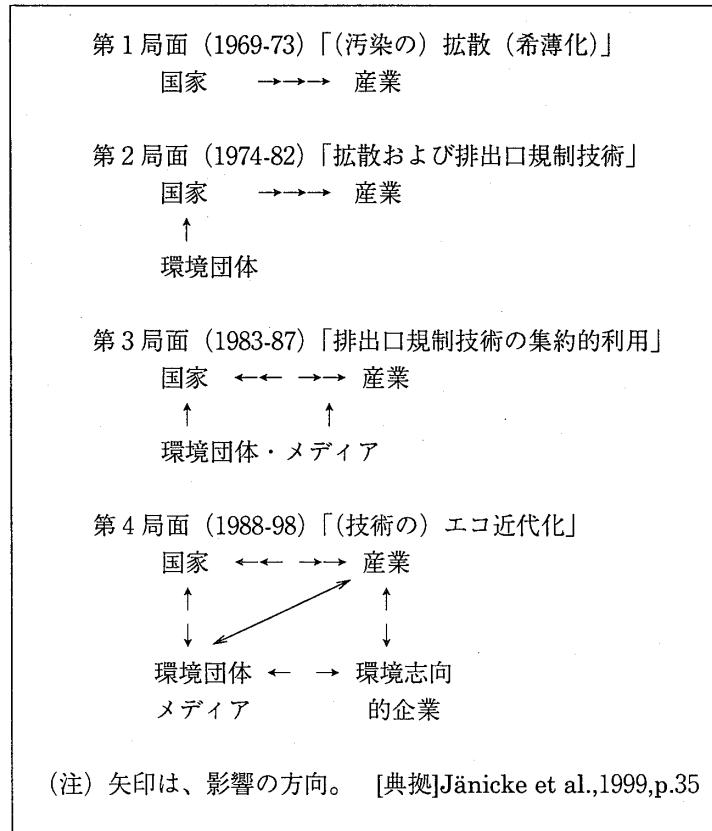 第1局面（1969-73）「（汚染の）拡散（希薄化）」
国家 →→→ 産業
第2局面（1974-82）「拡散および排出口規制技術」
国家 →→→ 産業
↑
環境団体
第3局面（1983-87）「排出口規制技術の集約的利用」
国家 ←← →→ 産業
↑ ↑
環境団体・メディア
第4局面（1988-98）「（技術の）エコ近代化」
国家 ←← →→ 産業
↑ ↑
↓ ↓
環境団体 ← → 環境志向
メディア 的企業
（注）矢印は、影響の方向。 [典拠]Jänicke et al.,1999,p.35